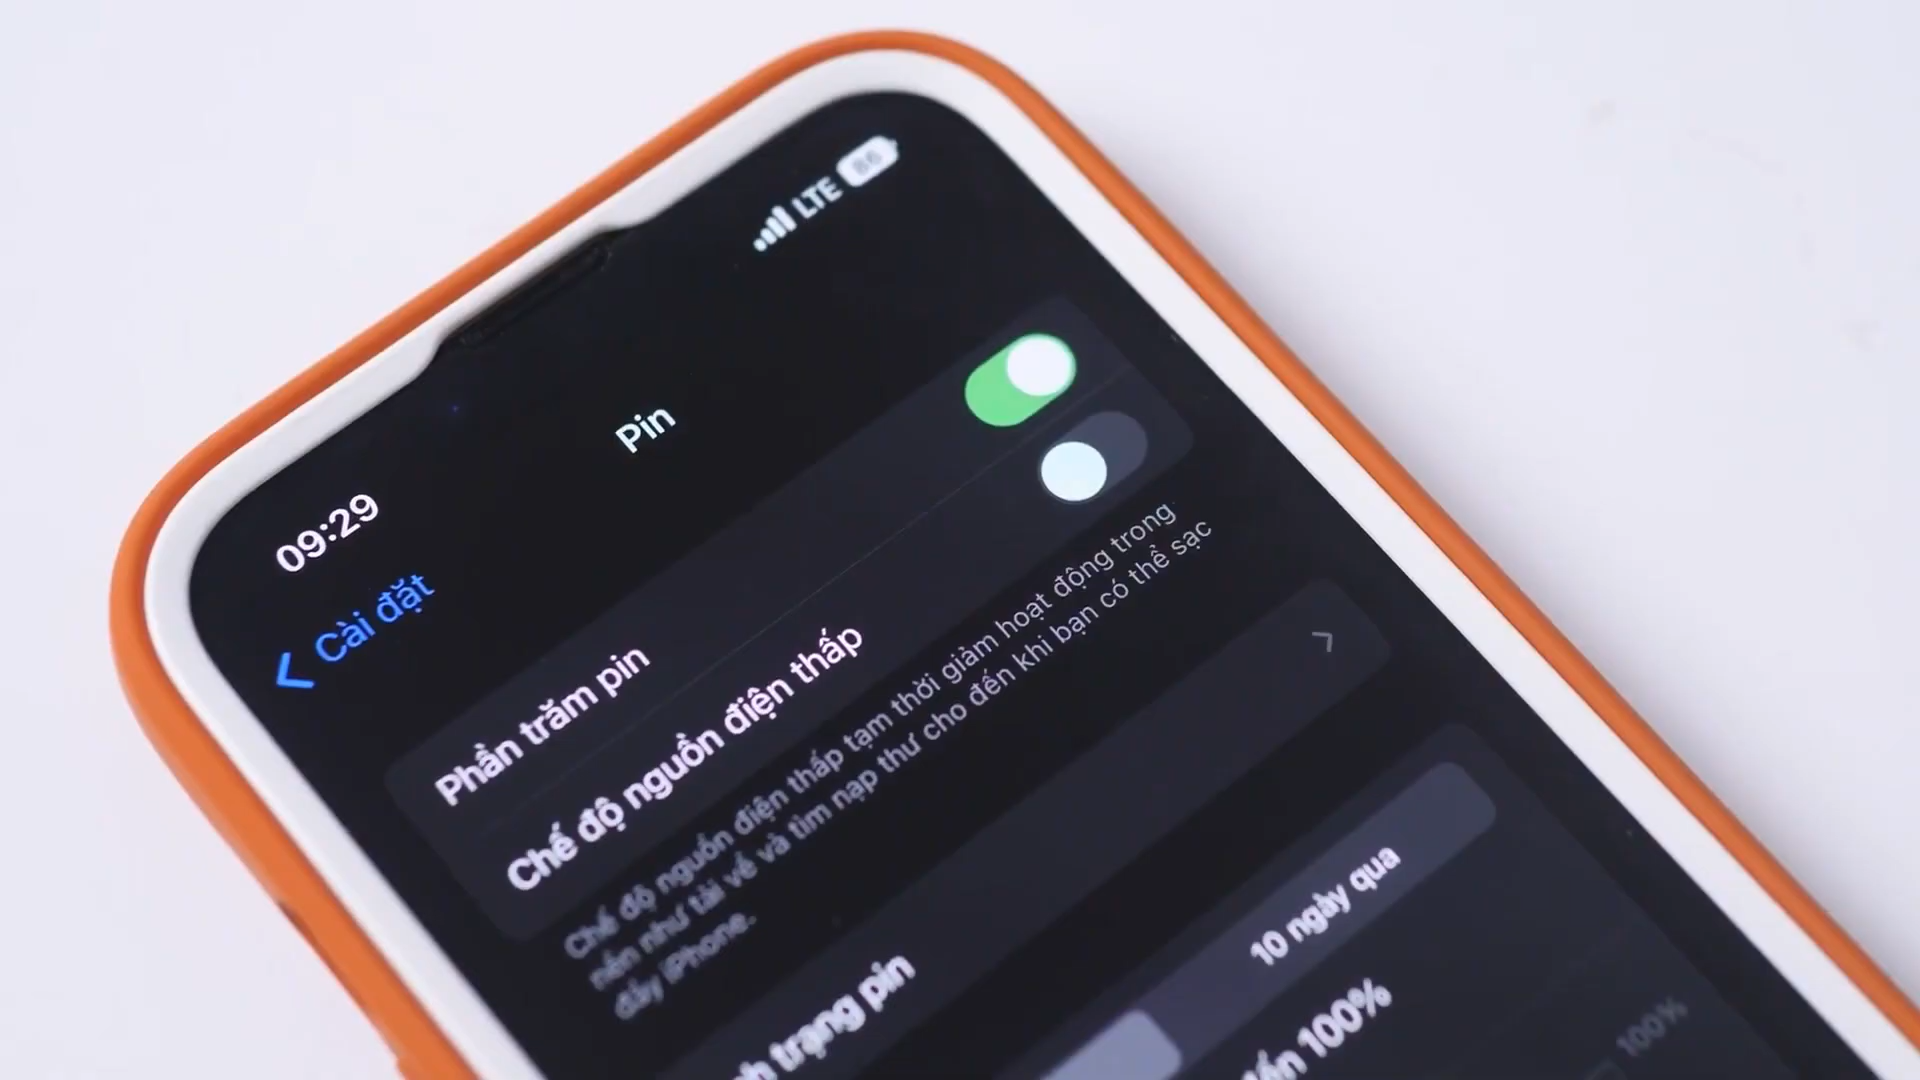 09:29
LTE 86
Cài đặt
Pin
Phần trăm pin
Chế độ nguồn điện thấp
Chế độ nguồn điện thấp tạm thời giảm hoạt động trong
nền như tải về và tìm nạp thư cho đến khi bạn có thể sạc
đầy iPhone.
trạng pin
10 ngày qua
đến 100%
100%